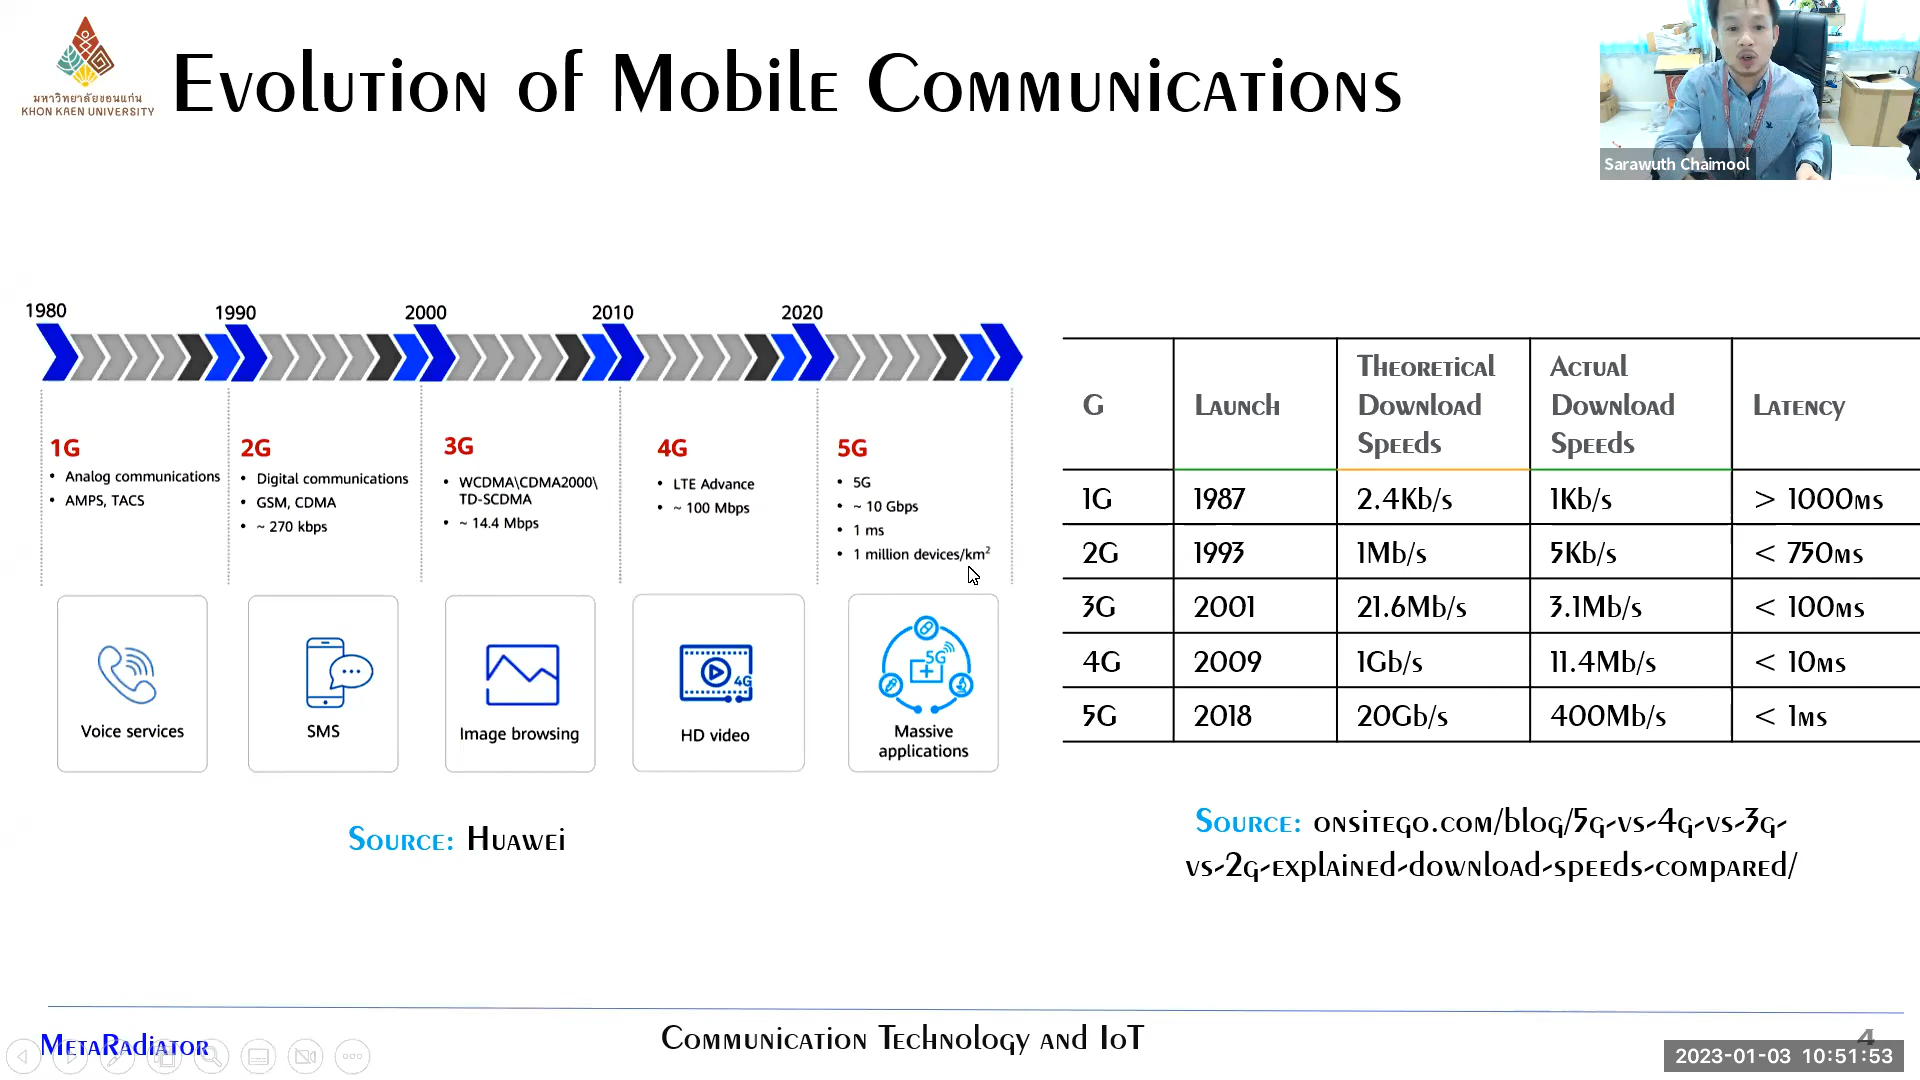 มหาวิทยาลัยขอนแก่น
KHON KAEN UNIVERSITY
Evolution of Mobile Communications
Sarawuth Chaimool
1980
1990
2000
2010
2020
1G
• Analog communications
• AMPS, TACS
2G
• Digital communications
• GSM, CDMA
• ~ 270 kbps
3G
• WCDMA\CDMA2000\
TD-SCDMA
• ~ 14.4 Mbps
4G
• LTE Advance
• ~ 100 Mbps
5G
• 5G
• ~ 10 Gbps
• 1 ms
• 1 million devices/km²
Voice services
SMS
Image browsing
4G
HD video
5G
Massive
applications
Source: Huawei
G Launch Theoretical Download Speeds Actual Download Speeds Latency
1G 1987 2.4Kb/s 1Kb/s > 1000ms
2G 1993 1Mb/s 5Kb/s < 750ms
3G 2001 21.6Mb/s 3.1Mb/s < 100ms
4G 2009 1Gb/s 11.4Mb/s < 10ms
5G 2018 20Gb/s 400Mb/s < 1ms
Source: onsitego.com/blog/5g-vs-4g-vs-3g-
vs-2g-explained-download-speeds-compared/
MetaRadiator
Communication Technology and IoT
4
2023-01-03 10:51:53